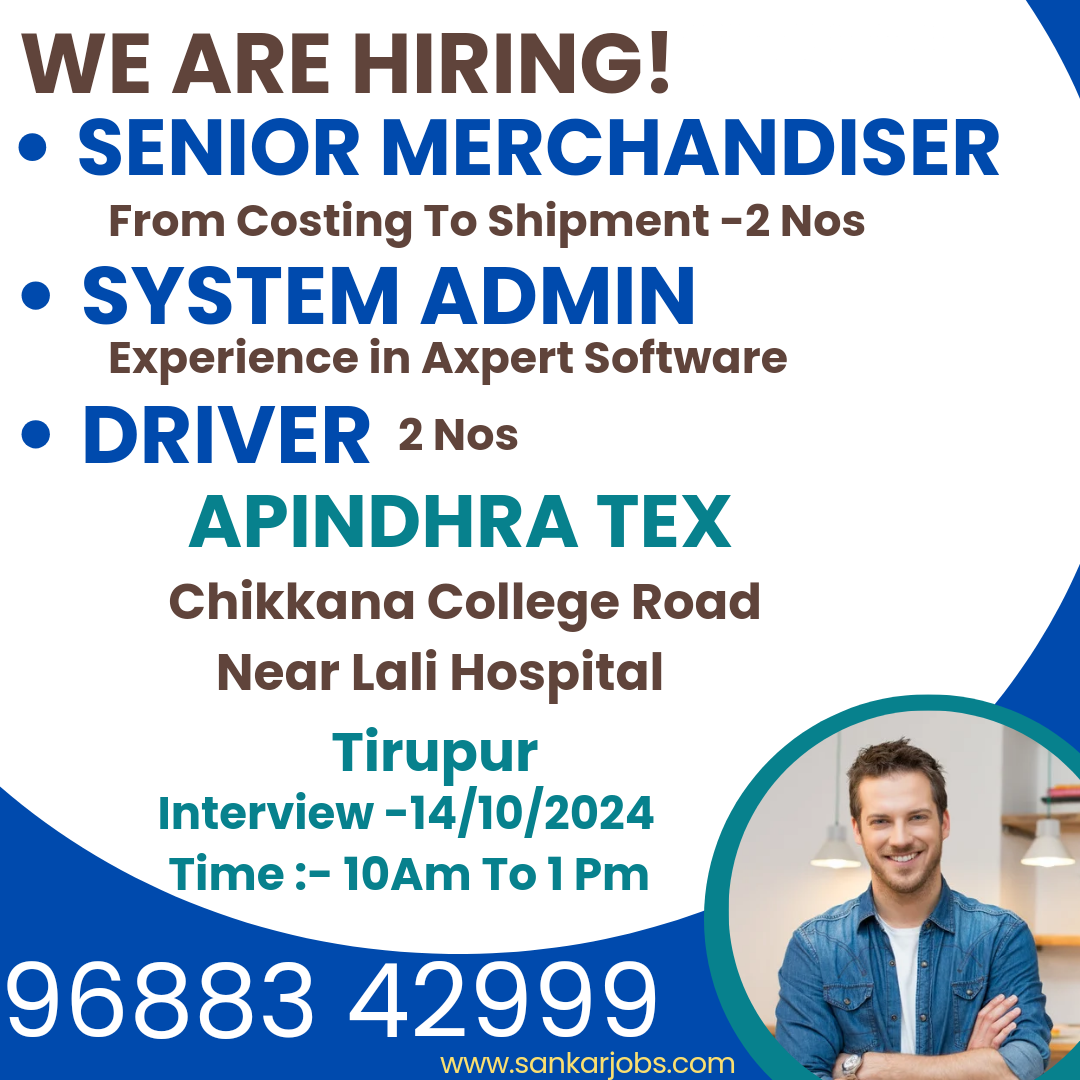 WE ARE HIRING!
• SENIOR MERCHANDISER
From Costing To Shipment -2 Nos
• SYSTEM ADMIN
Experience in Axpert Software
• DRIVER 2 Nos
APINDHRA TEX
Chikkana College Road
Near Lali Hospital
Tirupur
Interview -14/10/2024
Time :- 10Am To 1 Pm
96883 42999
www.sankarjobs.com